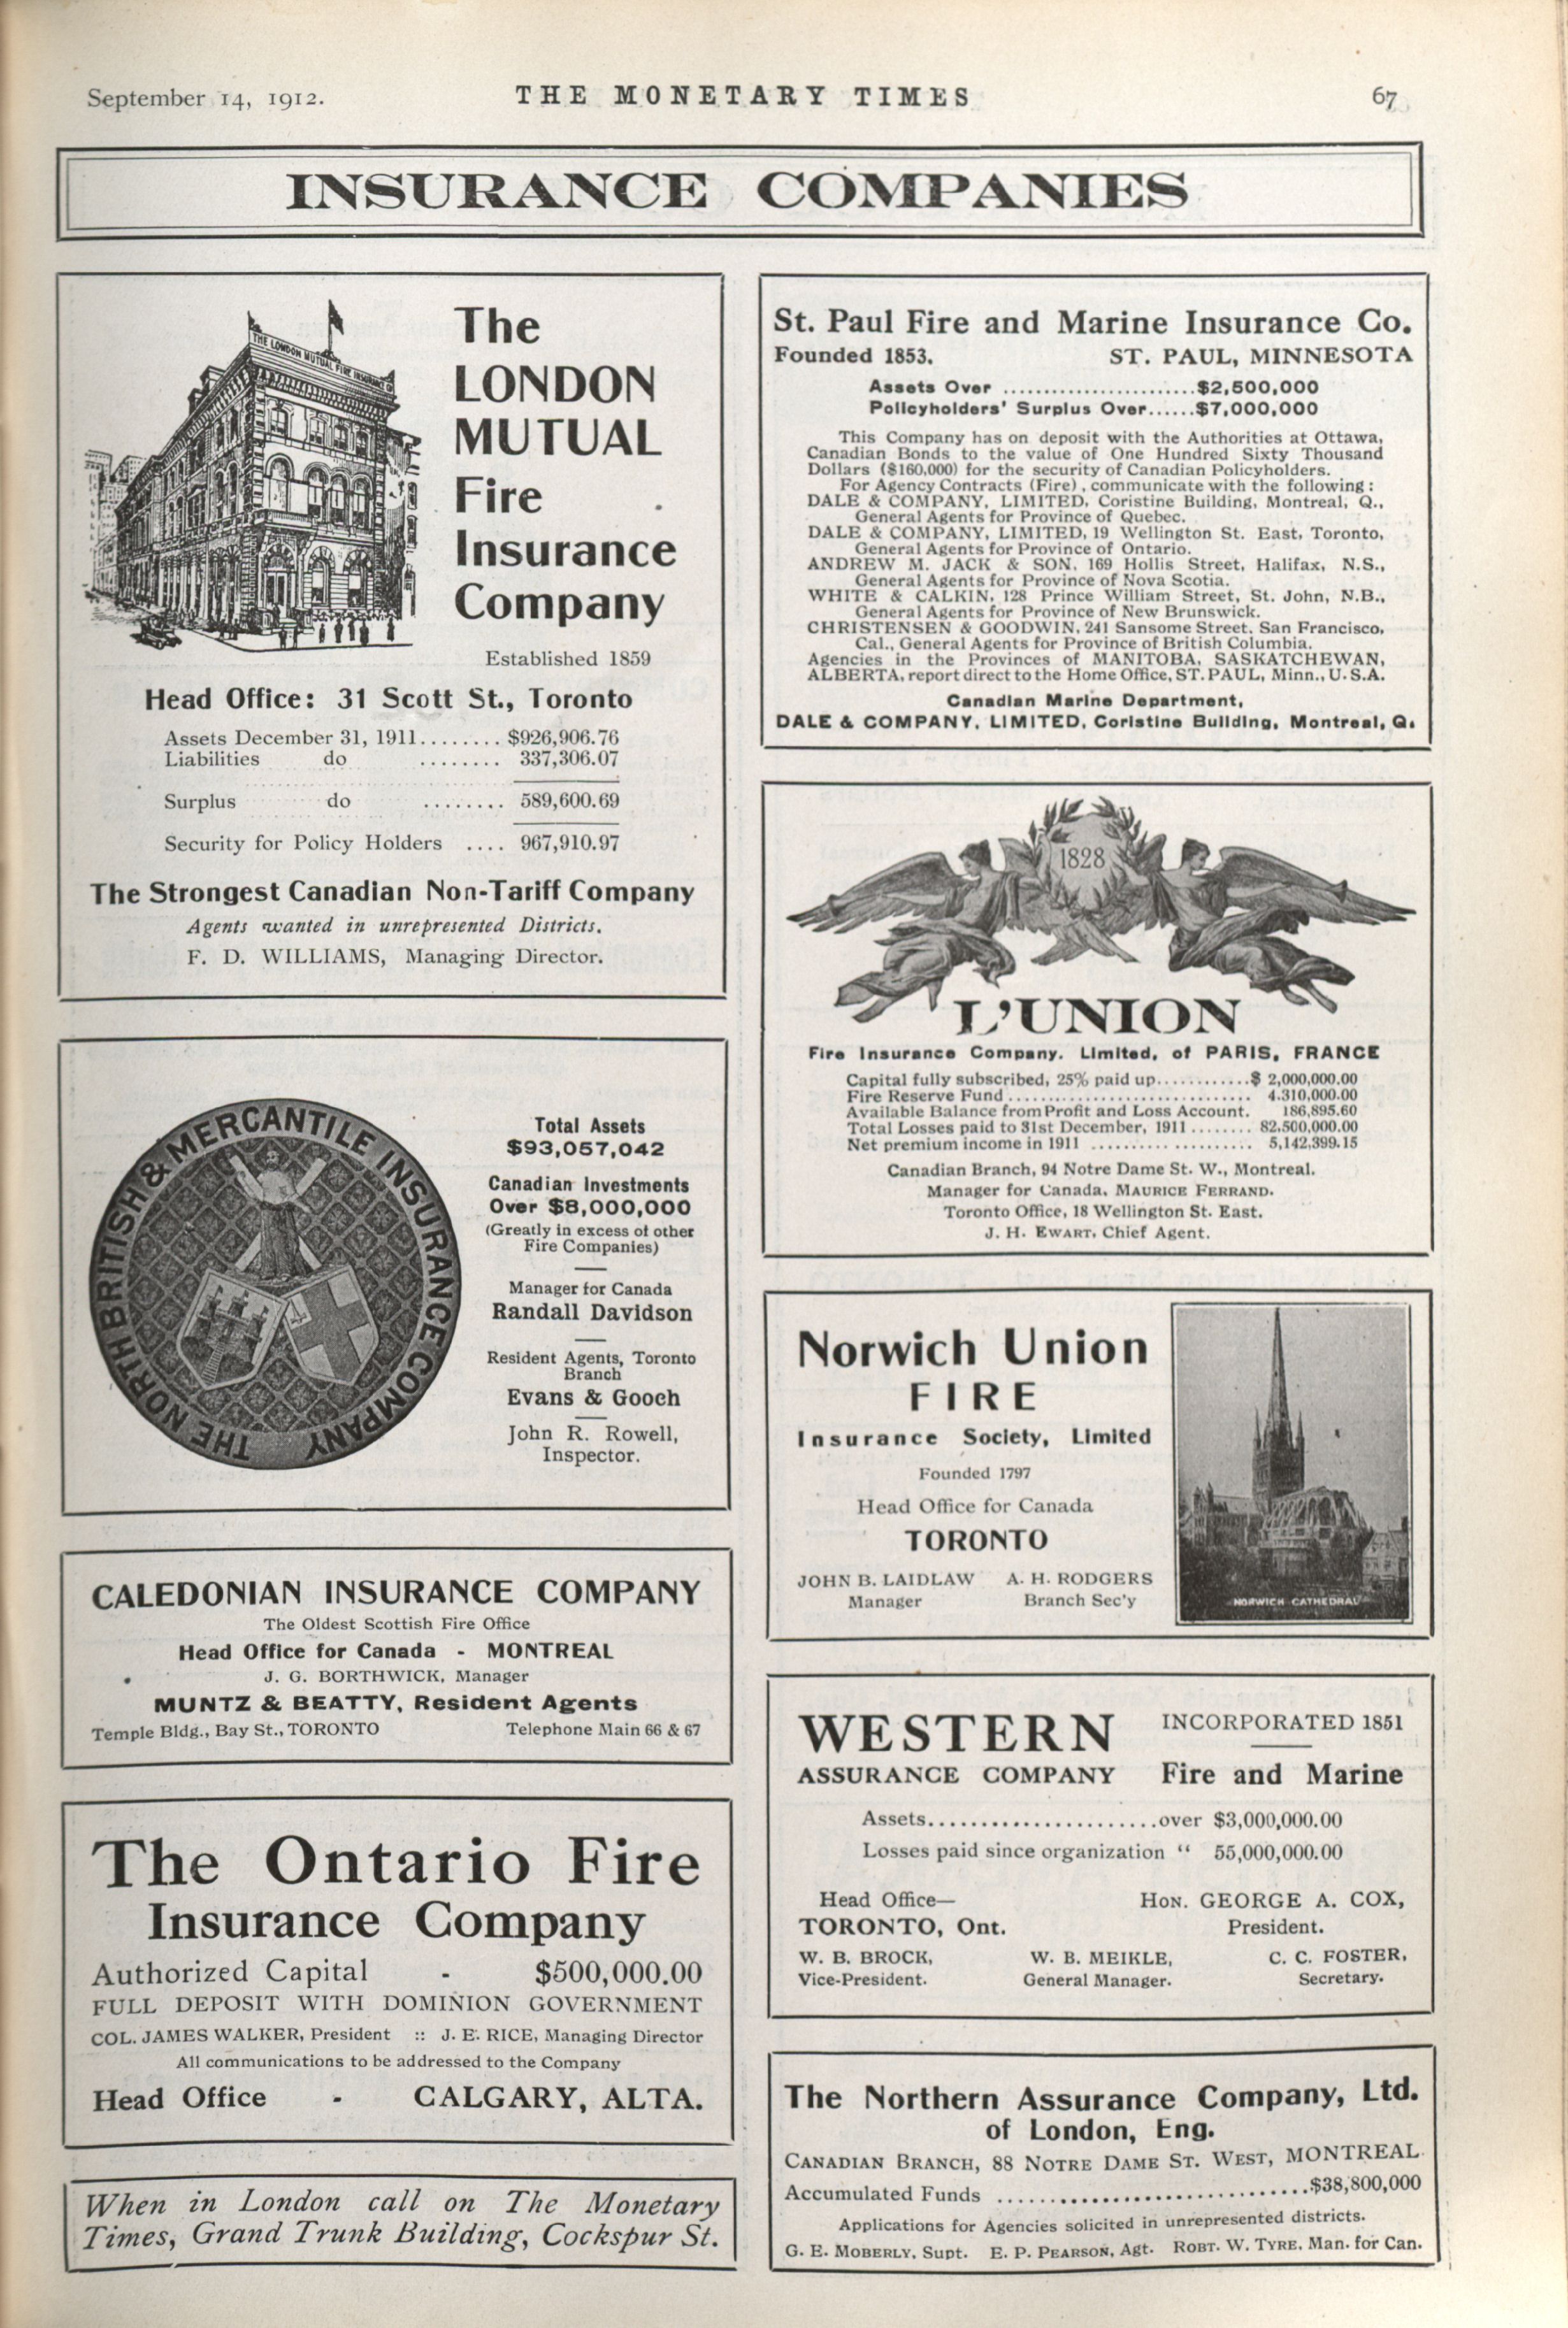 September 14, 1912.
THE MONETARY TIMES
67
INSURANCE COMPANIES
THE LONDON MUTUAL FIRE INSURANCE CO
The
LONDON
MUTUAL
Fire
Insurance
Company
Established 1859
Head Office: 31 Scott St., Toronto
Assets December 31, 1911........ $926,906.76
Liabilities do ........ 337,306.07
Surplus do ........ 589,600.69
Security for Policy Holders .... 967,910.97
The Strongest Canadian Non-Tariff Company
Agents wanted in unrepresented Districts.
F. D. WILLIAMS, Managing Director.
THE NORTH BRITISH & MERCANTILE INSURANCE COMPANY
Total Assets
$93,057,042
Canadian Investments
Over $8,000,000
(Greatly in excess of other
Fire Companies)
Manager for Canada
Randall Davidson
Resident Agents, Toronto
Branch
Evans & Gooch
John R. Rowell,
Inspector.
CALEDONIAN INSURANCE COMPANY
The Oldest Scottish Fire Office
Head Office for Canada - MONTREAL
J. G. BORTHWICK, Manager
MUNTZ & BEATTY, Resident Agents
Temple Bldg., Bay St., TORONTO Telephone Main 66 & 67
The Ontario Fire
Insurance Company
Authorized Capital - $500,000.00
FULL DEPOSIT WITH DOMINION GOVERNMENT
COL. JAMES WALKER, President :: J. E. RICE, Managing Director
All communications to be addressed to the Company
Head Office - CALGARY, ALTA.
When in London call on The Monetary
Times, Grand Trunk Building, Cockspur St.
St. Paul Fire and Marine Insurance Co.
Founded 1853. ST. PAUL, MINNESOTA
Assets Over ........................$2,500,000
Policyholders' Surplus Over......$7,000,000
This Company has on deposit with the Authorities at Ottawa,
Canadian Bonds to the value of One Hundred Sixty Thousand
Dollars ($160,000) for the security of Canadian Policyholders.
For Agency Contracts (Fire), communicate with the following:
DALE & COMPANY, LIMITED, Coristine Building, Montreal, Q.,
General Agents for Province of Quebec.
DALE & COMPANY, LIMITED, 19 Wellington St. East, Toronto,
General Agents for Province of Ontario.
ANDREW M. JACK & SON, 169 Hollis Street, Halifax, N.S.,
General Agents for Province of Nova Scotia.
WHITE & CALKIN, 128 Prince William Street, St. John, N.B.,
General Agents for Province of New Brunswick.
CHRISTENSEN & GOODWIN, 241 Sansome Street, San Francisco,
Cal., General Agents for Province of British Columbia.
Agencies in the Provinces of MANITOBA, SASKATCHEWAN,
ALBERTA, report direct to the Home Office, ST. PAUL, Minn., U.S.A.
Canadian Marine Department,
DALE & COMPANY, LIMITED, Coristine Building, Montreal, Q.
1828
L'UNION
Fire Insurance Company, Limited, of PARIS, FRANCE
Capital fully subscribed, 25% paid up............$ 2,000,000.00
Fire Reserve Fund ............................... 4,310,000.00
Available Balance from Profit and Loss Account. 186,895.60
Total Losses paid to 31st December, 1911........ 82,500,000.00
Net premium income in 1911 .................... 5,142,399.15
Canadian Branch, 94 Notre Dame St. W., Montreal.
Manager for Canada, MAURICE FERRAND.
Toronto Office, 18 Wellington St. East.
J. H. EWART, Chief Agent.
Norwich Union
FIRE
Insurance Society, Limited
Founded 1797
Head Office for Canada
TORONTO
JOHN B. LAIDLAW A. H. RODGERS
Manager Branch Sec'y
NORWICH CATHEDRAL
WESTERN INCORPORATED 1851
ASSURANCE COMPANY Fire and Marine
Assets.......................over $3,000,000.00
Losses paid since organization " 55,000,000.00
Head Office— HON. GEORGE A. COX,
TORONTO, Ont. President.
W. B. BROCK, W. B. MEIKLE, C. C. FOSTER,
Vice-President. General Manager. Secretary.
The Northern Assurance Company, Ltd.
of London, Eng.
CANADIAN BRANCH, 88 NOTRE DAME ST. WEST, MONTREAL.
Accumulated Funds ...............................$38,800,000
Applications for Agencies solicited in unrepresented districts.
G. E. MOBERLY, Supt. E. P. PEARSON, Agt. ROBT. W. TYRE, Man. for Can.